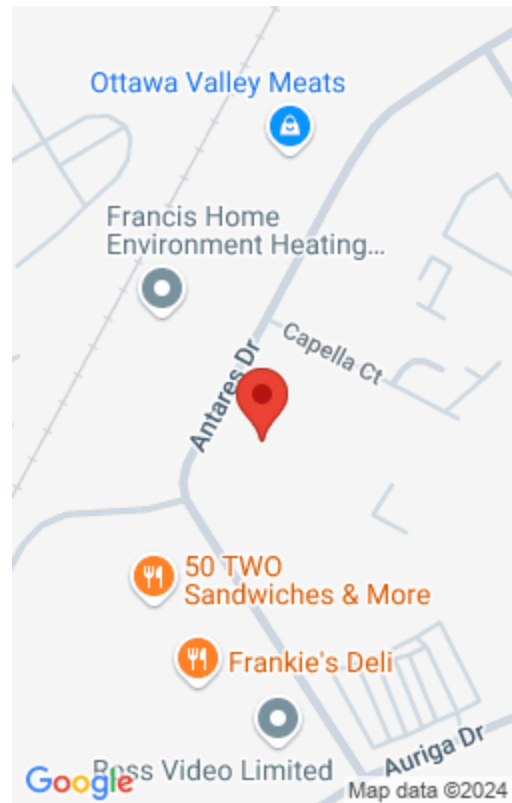 Ottawa Valley Meats
Francis Home
Environment Heating...
Capella Ct
Antares Dr
50 TWO
Sandwiches & More
Frankie's Deli
Auriga Dr
Ross Video Limited
Google
Map data ©2024